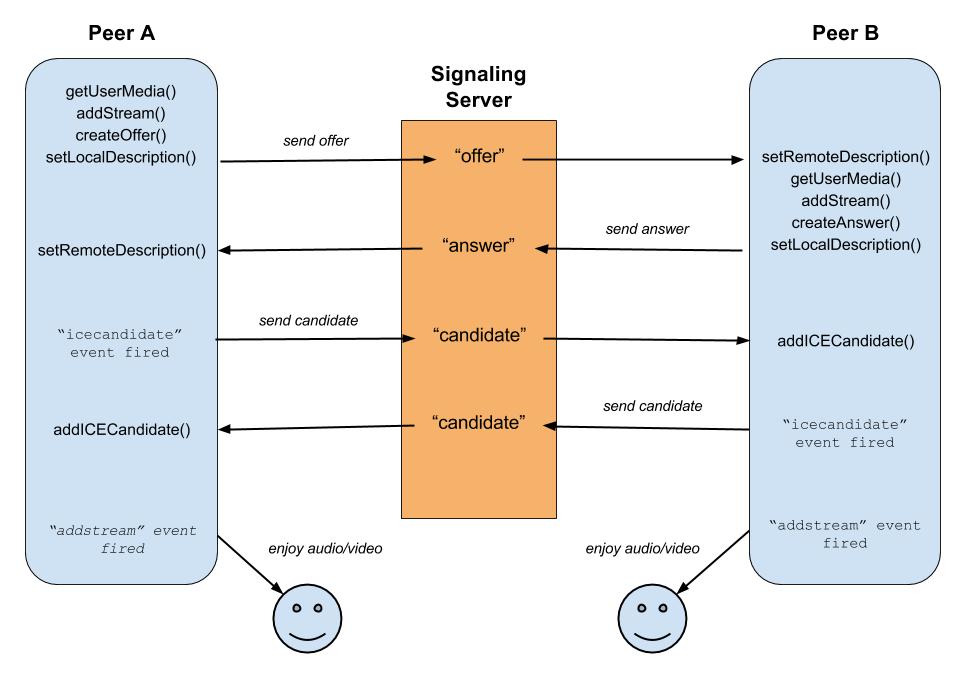 Peer A
Peer B
Signaling
Server
getUserMedia()
addStream()
createOffer()
setLocalDescription()
send offer
“offer”
setRemoteDescription()
getUserMedia()
addStream()
createAnswer()
setLocalDescription()
send answer
“answer”
setRemoteDescription()
“icecandidate”
event fired
send candidate
“candidate”
addICECandidate()
send candidate
“candidate”
addICECandidate()
“icecandidate”
event fired
“addstream” event
fired
enjoy audio/video
enjoy audio/video
“addstream” event
fired